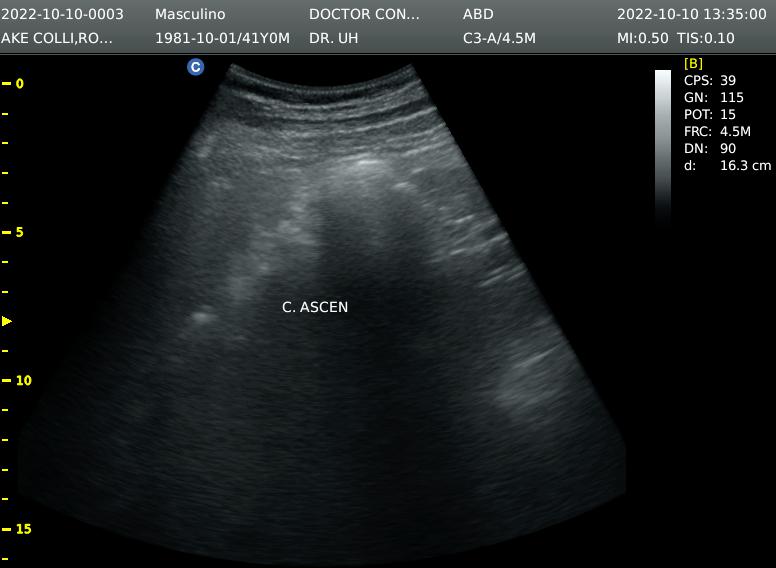 2022-10-10-0003 Masculino DOCTOR CON... ABD 2022-10-10 13:35:00
AKE COLLI,RO... 1981-10-01/41Y0M DR. UH C3-A/4.5M MI:0.50 TIS:0.10
C
[B]
CPS: 39
GN: 115
POT: 15
FRC: 4.5M
DN: 90
d: 16.3 cm
0
5
C. ASCEN
10
15